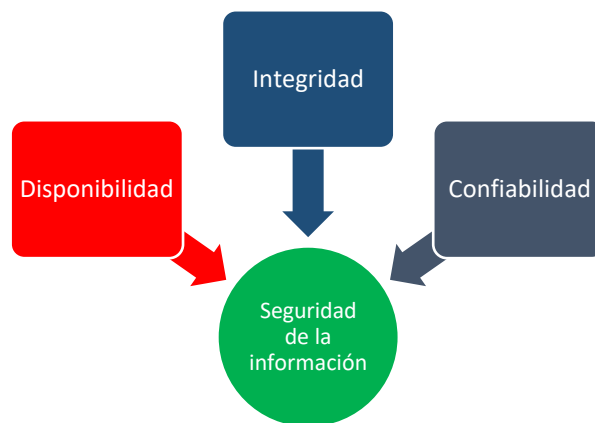 Integridad
Disponibilidad
Confiabilidad
Seguridad
de la
información